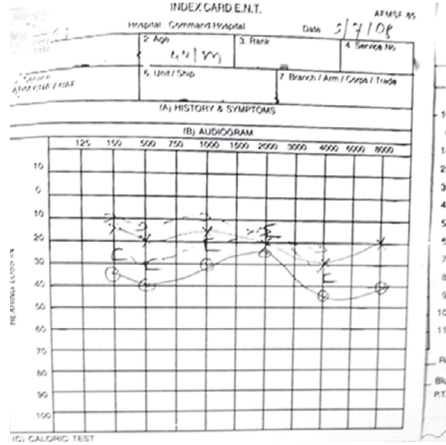 INDEX CARD E.N.T.
AFMSF-85
Hospital Command Hospital Date 3/7/08
2. Age 3. Rank 4. Service No
44/M
6. Unit / Ship 7. Branch / Arm / Corps / Trade
(A) HISTORY & SYMPTOMS
(B) AUDIOGRAM
125 150 500 750 1000 1500 2000 3000 4000 6000 8000
10
0
10
20
30
40
50
60
70
80
90
100
(C) CALORIC TEST